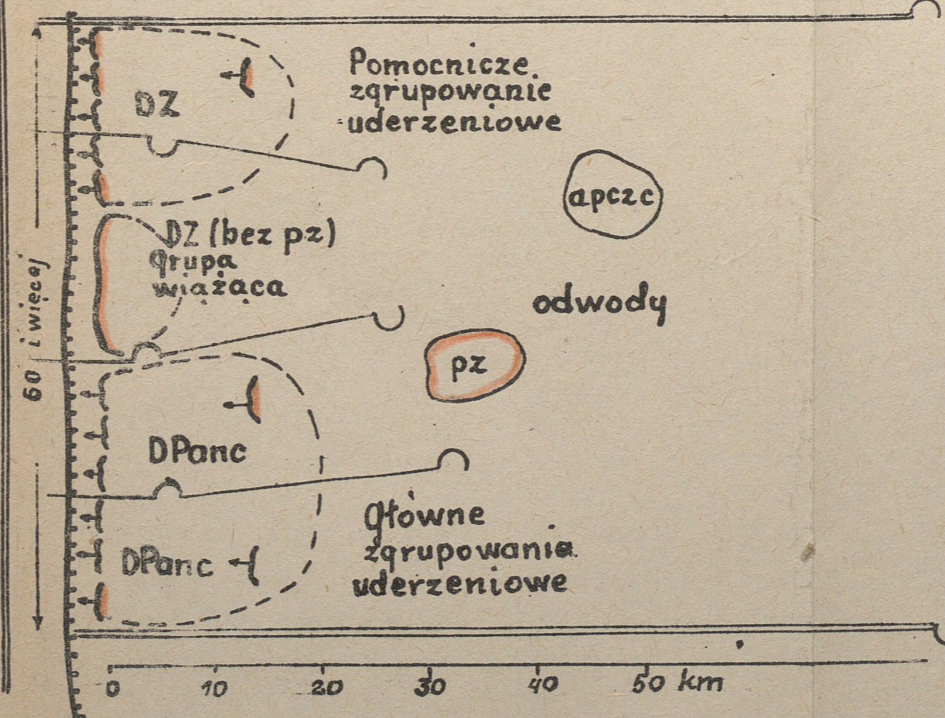 Pomocnicze
zgrupowanie
uderzeniowe
DZ
apczc
DZ (bez pz)
grupa
wiążąca
odwody
60 i więcej
pz
DPanc
główne
zgrupowania
uderzeniowe
DPanc
0 10 20 30 40 50 km